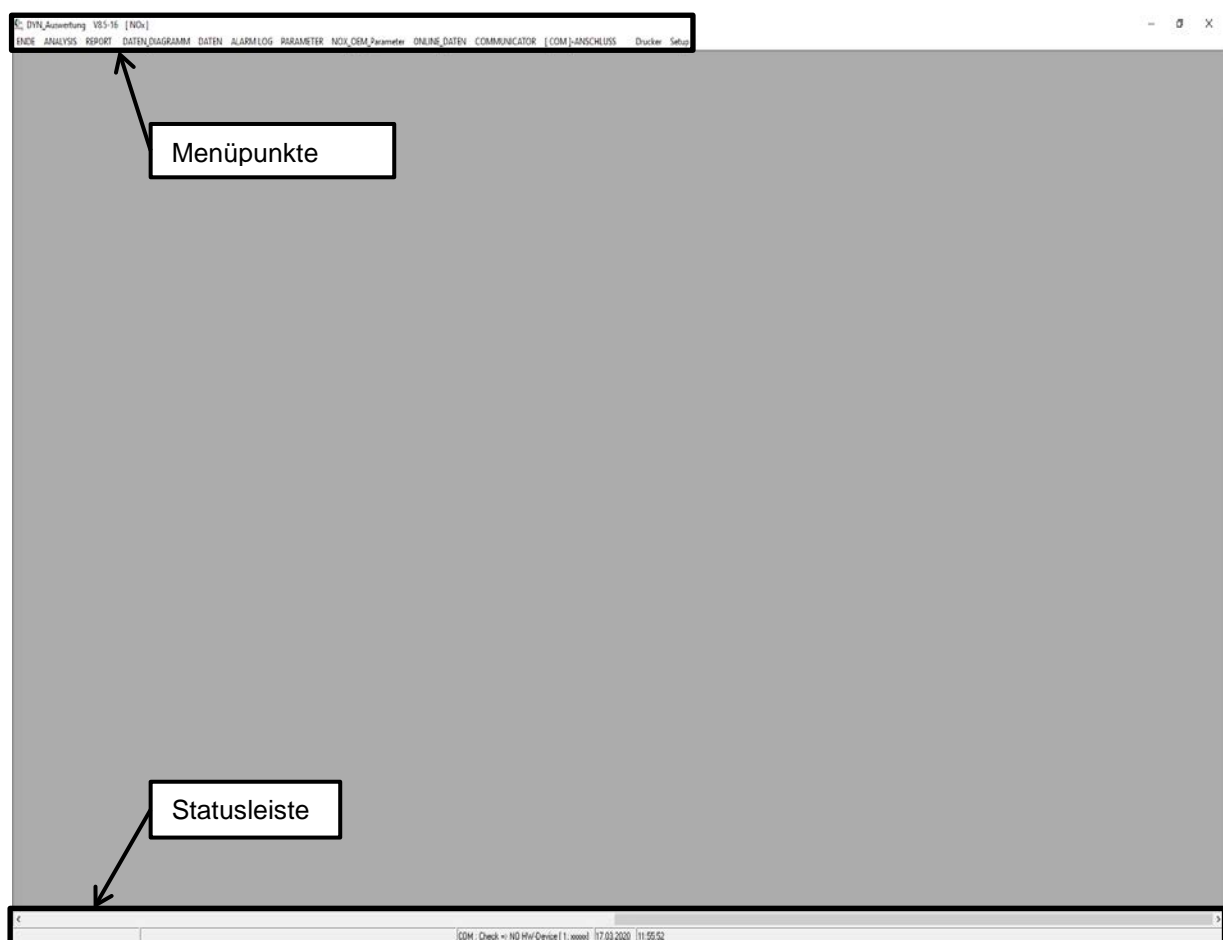 DYN_Auswertung V8.5-16 [ NOx ]
ENDE ANALYSIS REPORT DATEN_DIAGRAMM DATEN ALARM LOG PARAMETER NOX_OEM_Parameter ONLINE_DATEN COMMUNICATOR [ COM ]-ANSCHLUSS Drucker Setup
Menüpunkte
Statusleiste
COM : Check => NO HW-Device [ 1: xxxxx] 17.03.2020 11:55:52